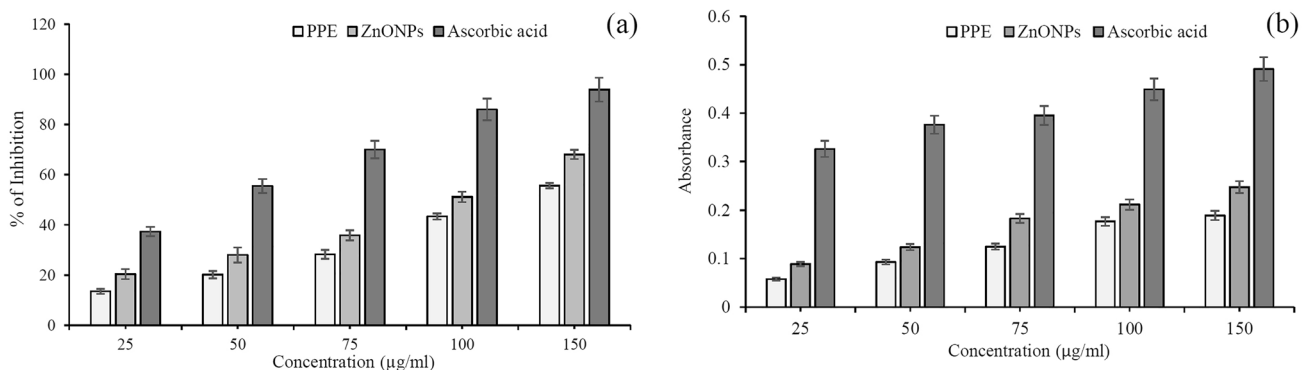 (a)
PPE ZnONPs Ascorbic acid
120
100
80
60
40
20
0
% of Inhibition
25 50 75 100 150
Concentration (µg/ml)
(b)
PPE ZnONPs Ascorbic acid
0.6
0.5
0.4
0.3
0.2
0.1
0
Absorbance
25 50 75 100 150
Concentration (µg/ml)